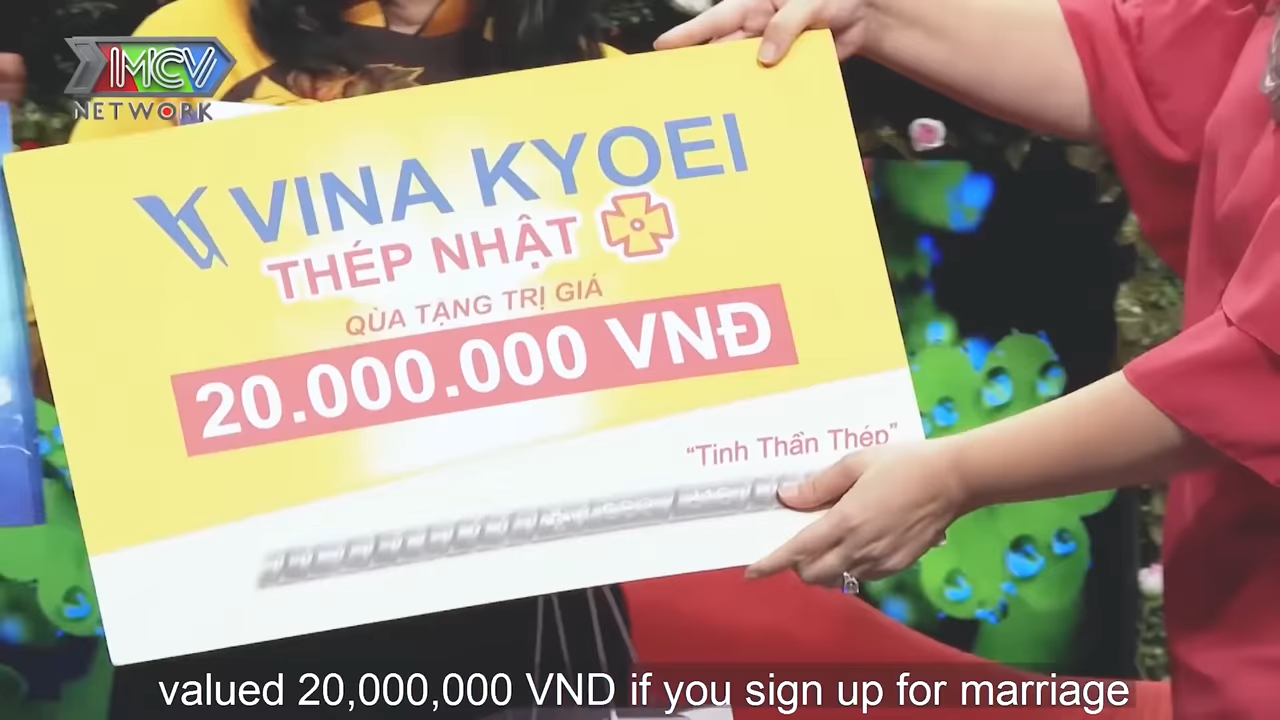 MCV
NETWORK
VINA KYOEI
THÉP NHẬT
QÙA TẶNG TRỊ GIÁ
20.000.000 VNĐ
“Tinh Thần Thép”
valued 20,000,000 VND if you sign up for marriage